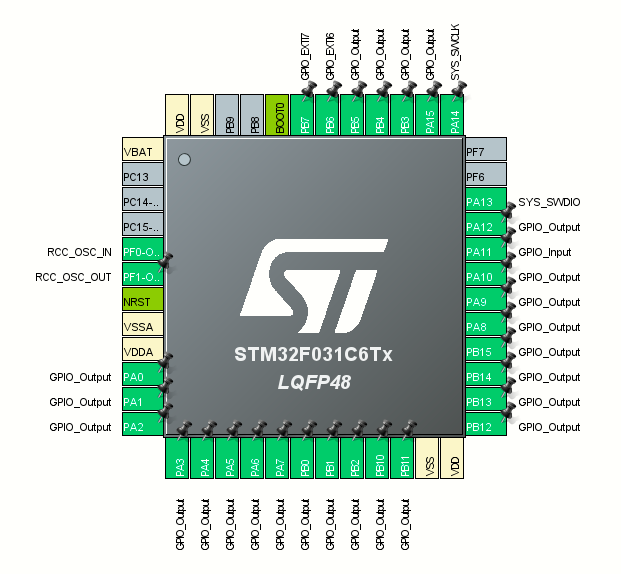 GPIO_EXTI7
GPIO_EXTI6
GPIO_Output
GPIO_Output
GPIO_Output
GPIO_Output
SYS_SWCLK
VDD
VSS
PB9
PB8
BOOT0
PB7
PB6
PB5
PB4
PB3
PA15
PA14
VBAT
PC13
PC14-..
PC15-..
RCC_OSC_IN PF0-O..
RCC_OSC_OUT PF1-O..
NRST
VSSA
VDDA
GPIO_Output PA0
GPIO_Output PA1
GPIO_Output PA2
ST
STM32F031C6Tx
LQFP48
PF7
PF6
PA13 SYS_SWDIO
PA12 GPIO_Output
PA11 GPIO_Input
PA10 GPIO_Output
PA9 GPIO_Output
PA8 GPIO_Output
PB15 GPIO_Output
PB14 GPIO_Output
PB13 GPIO_Output
PB12 GPIO_Output
PA3
PA4
PA5
PA6
PA7
PB0
PB1
PB2
PB10
PB11
VSS
VDD
GPIO_Output
GPIO_Output
GPIO_Output
GPIO_Output
GPIO_Output
GPIO_Output
GPIO_Output
GPIO_Output
GPIO_Output
GPIO_Output